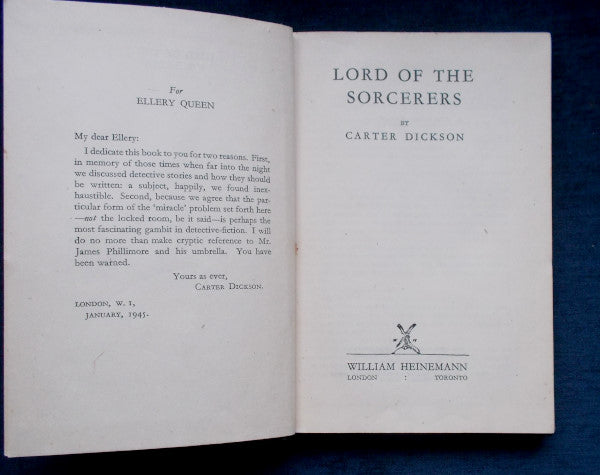 For
ELLERY QUEEN
My dear Ellery:
I dedicate this book to you for two reasons. First,
in memory of those times when far into the night
we discussed detective stories and how they should
be written: a subject, happily, we found inex-
haustible. Second, because we agree that the par-
ticular form of the 'miracle' problem set forth here
—not the locked room, be it said—is perhaps the
most fascinating gambit in detective-fiction. I will
do no more than make cryptic reference to Mr.
James Phillimore and his umbrella. You have
been warned.
Yours as ever,
CARTER DICKSON.
LONDON, W. 1,
JANUARY, 1945.
LORD OF THE
SORCERERS
BY
CARTER DICKSON
WILLIAM HEINEMANN
LONDON : TORONTO